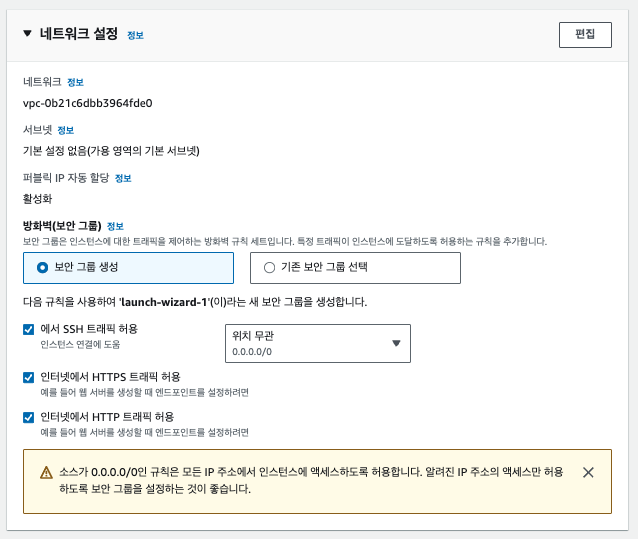 네트워크 설정 정보
편집
네트워크 정보
vpc-0b21c6dbb3964fde0
서브넷 정보
기본 설정 없음(가용 영역의 기본 서브넷)
퍼블릭 IP 자동 할당 정보
활성화
방화벽(보안 그룹) 정보
보안 그룹은 인스턴스에 대한 트래픽을 제어하는 방화벽 규칙 세트입니다. 특정 트래픽이 인스턴스에 도달하도록 허용하는 규칙을 추가합니다.
보안 그룹 생성
기존 보안 그룹 선택
다음 규칙을 사용하여 'launch-wizard-1'(이)라는 새 보안 그룹을 생성합니다.
에서 SSH 트래픽 허용
인스턴스 연결에 도움
위치 무관
0.0.0.0/0
인터넷에서 HTTPS 트래픽 허용
예를 들어 웹 서버를 생성할 때 엔드포인트를 설정하려면
인터넷에서 HTTP 트래픽 허용
예를 들어 웹 서버를 생성할 때 엔드포인트를 설정하려면
소스가 0.0.0.0/0인 규칙은 모든 IP 주소에서 인스턴스에 액세스하도록 허용합니다. 알려진 IP 주소의 액세스만 허용
하도록 보안 그룹을 설정하는 것이 좋습니다.